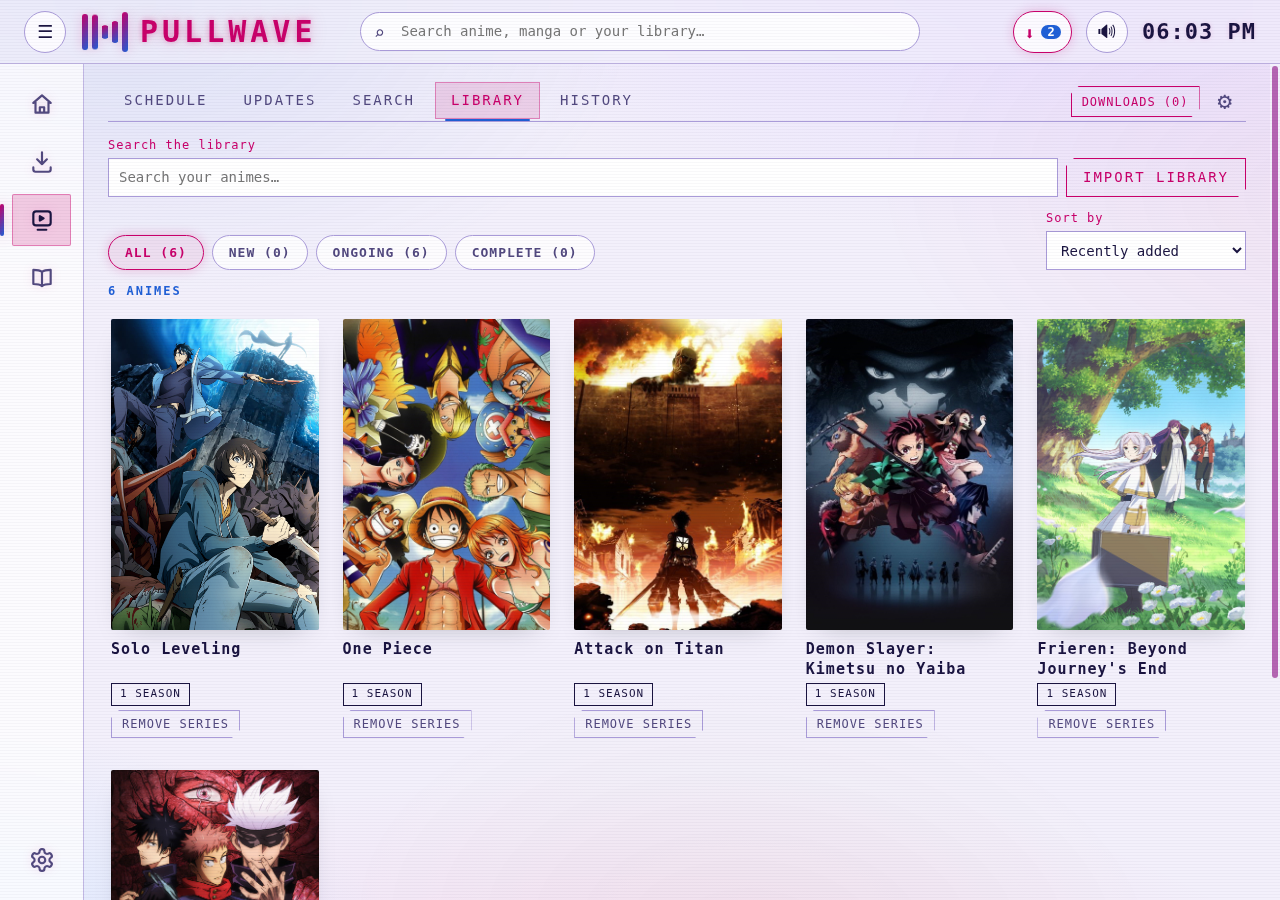 PULLWAVE
Search anime, manga or your library…
2
06:03 PM
SCHEDULE
UPDATES
SEARCH
LIBRARY
HISTORY
DOWNLOADS (0)
Search the library
Search your animes…
IMPORT LIBRARY
Sort by
ALL (6)
NEW (0)
ONGOING (6)
COMPLETE (0)
Recently added
6 ANIMES
Solo Leveling
One Piece
Attack on Titan
Demon Slayer:
Kimetsu no Yaiba
Frieren: Beyond
Journey's End
1 SEASON
1 SEASON
1 SEASON
1 SEASON
1 SEASON
REMOVE SERIES
REMOVE SERIES
REMOVE SERIES
REMOVE SERIES
REMOVE SERIES